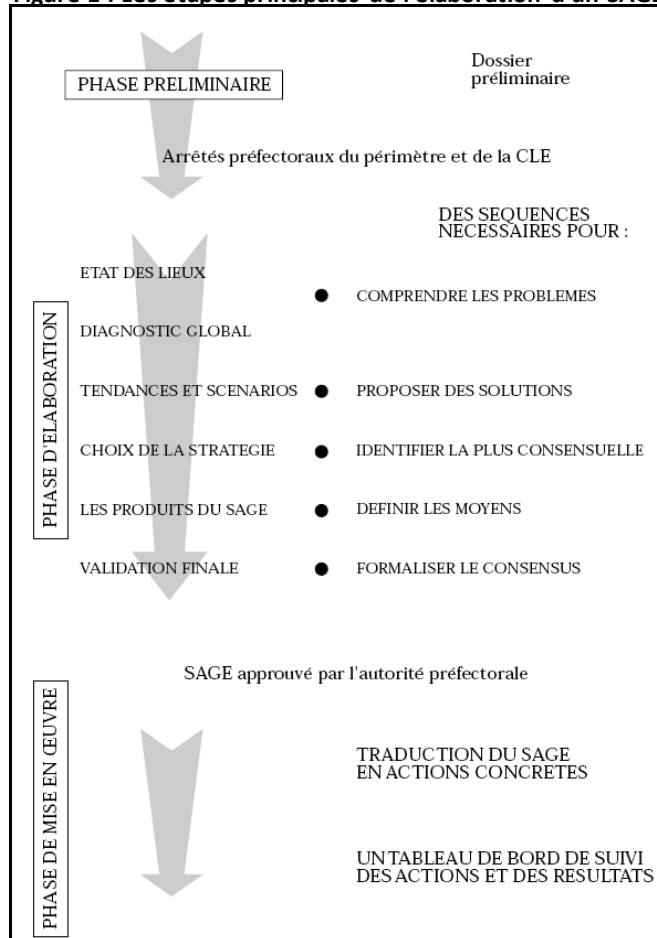 Figure 1 : Les étapes principales de l'élaboration d'un SAGE
PHASE PRELIMINAIRE
Dossier
préliminaire
Arrêtés préfectoraux du périmètre et de la CLE
DES SEQUENCES
NECESSAIRES POUR :
PHASE D'ELABORATION
ETAT DES LIEUX
● COMPRENDRE LES PROBLEMES
DIAGNOSTIC GLOBAL
TENDANCES ET SCENARIOS ● PROPOSER DES SOLUTIONS
CHOIX DE LA STRATEGIE ● IDENTIFIER LA PLUS CONSENSUELLE
LES PRODUITS DU SAGE ● DEFINIR LES MOYENS
VALIDATION FINALE ● FORMALISER LE CONSENSUS
SAGE approuvé par l'autorité préfectorale
PHASE DE MISE EN ŒUVRE
TRADUCTION DU SAGE
EN ACTIONS CONCRETES
UN TABLEAU DE BORD DE SUIVI
DES ACTIONS ET DES RESULTATS